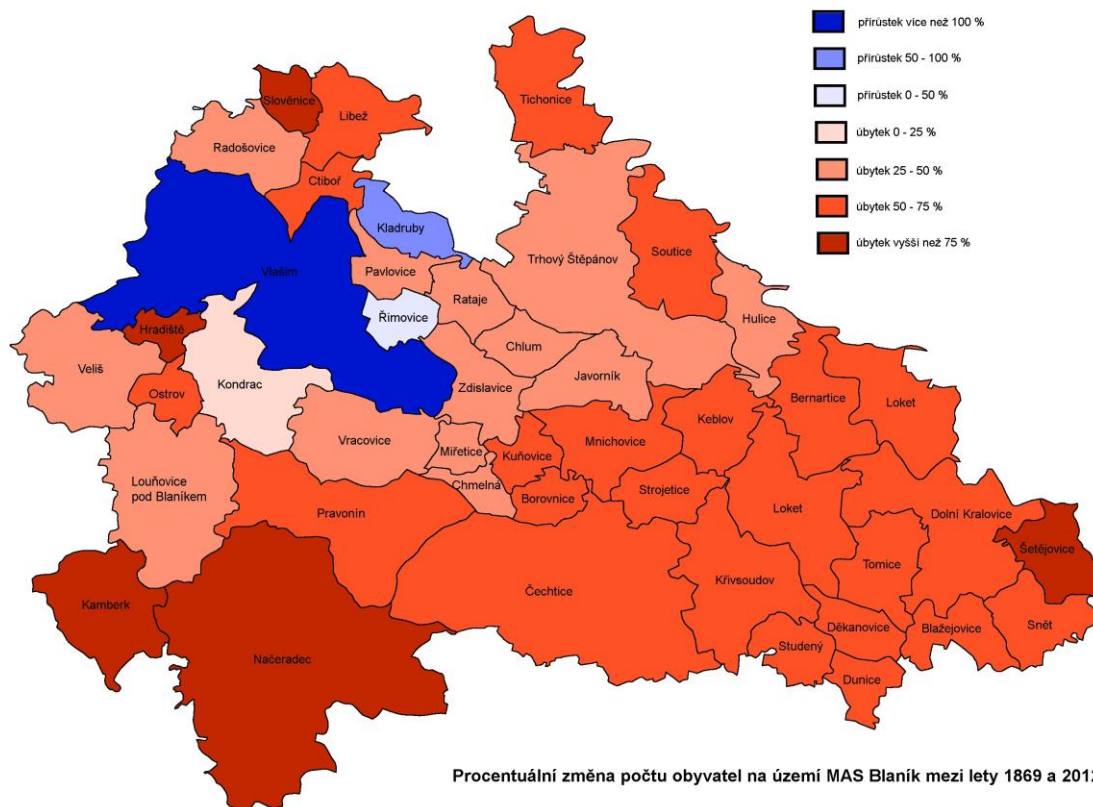 přírůstek více než 100 %
přírůstek 50 - 100 %
přírůstek 0 - 50 %
úbytek 0 - 25 %
úbytek 25 - 50 %
úbytek 50 - 75 %
úbytek vyšší než 75 %
Tichonice
Slověnice
Libež
Radošovice
Ctiboř
Kladruby
Soutice
Trhový Štěpánov
Vlašim
Pavlovice
Rataje
Řimovice
Hulice
Hradiště
Chlum
Veliš
Kondrac
Javorník
Zdislavice
Ostrov
Bernartice
Loket
Keblov
Vracovice
Mnichovice
Miřetice
Kuňovice
Louňovice
pod Blaníkem
Chmelná
Borovnice
Strojetice
Loket
Pravonín
Dolní Kralovice
Šetějovice
Tomice
Křivsoudov
Čechtice
Kamberk
Snět
Děkanovice
Blažejovice
Studený
Načeradec
Dunice
Procentuální změna počtu obyvatel na území MAS Blaník mezi lety 1869 a 2012